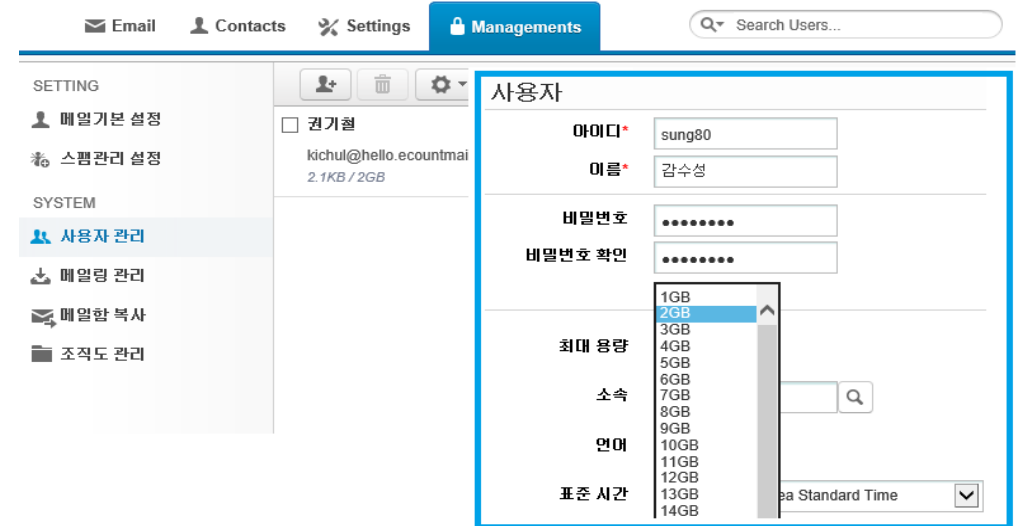 Email Contacts Settings Managements Search Users...
SETTING
메일기본 설정
스팸관리 설정
SYSTEM
사용자 관리
메일링 관리
메일함 복사
조직도 관리
권기철
kichul@hello.ecountmai
2.1KB / 2GB
사용자
아이디* sung80
이름* 감수성
비밀번호 ●●●●●●●●
비밀번호 확인 ●●●●●●●●
1GB
2GB
3GB
최대 용량 4GB
5GB
6GB
소속 7GB
8GB
9GB
언어 10GB
11GB
12GB
표준 시간 13GB ea Standard Time
14GB